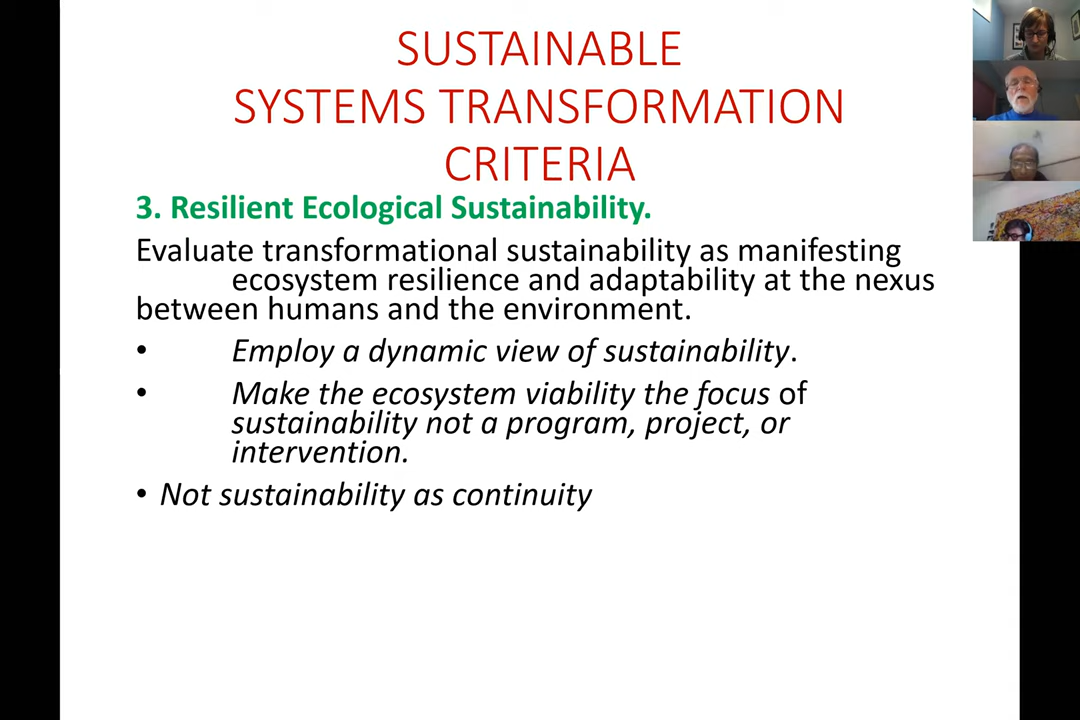 SUSTAINABLE
SYSTEMS TRANSFORMATION
CRITERIA
3. Resilient Ecological Sustainability.
Evaluate transformational sustainability as manifesting
ecosystem resilience and adaptability at the nexus
between humans and the environment.
• Employ a dynamic view of sustainability.
• Make the ecosystem viability the focus of
sustainability not a program, project, or
intervention.
• Not sustainability as continuity